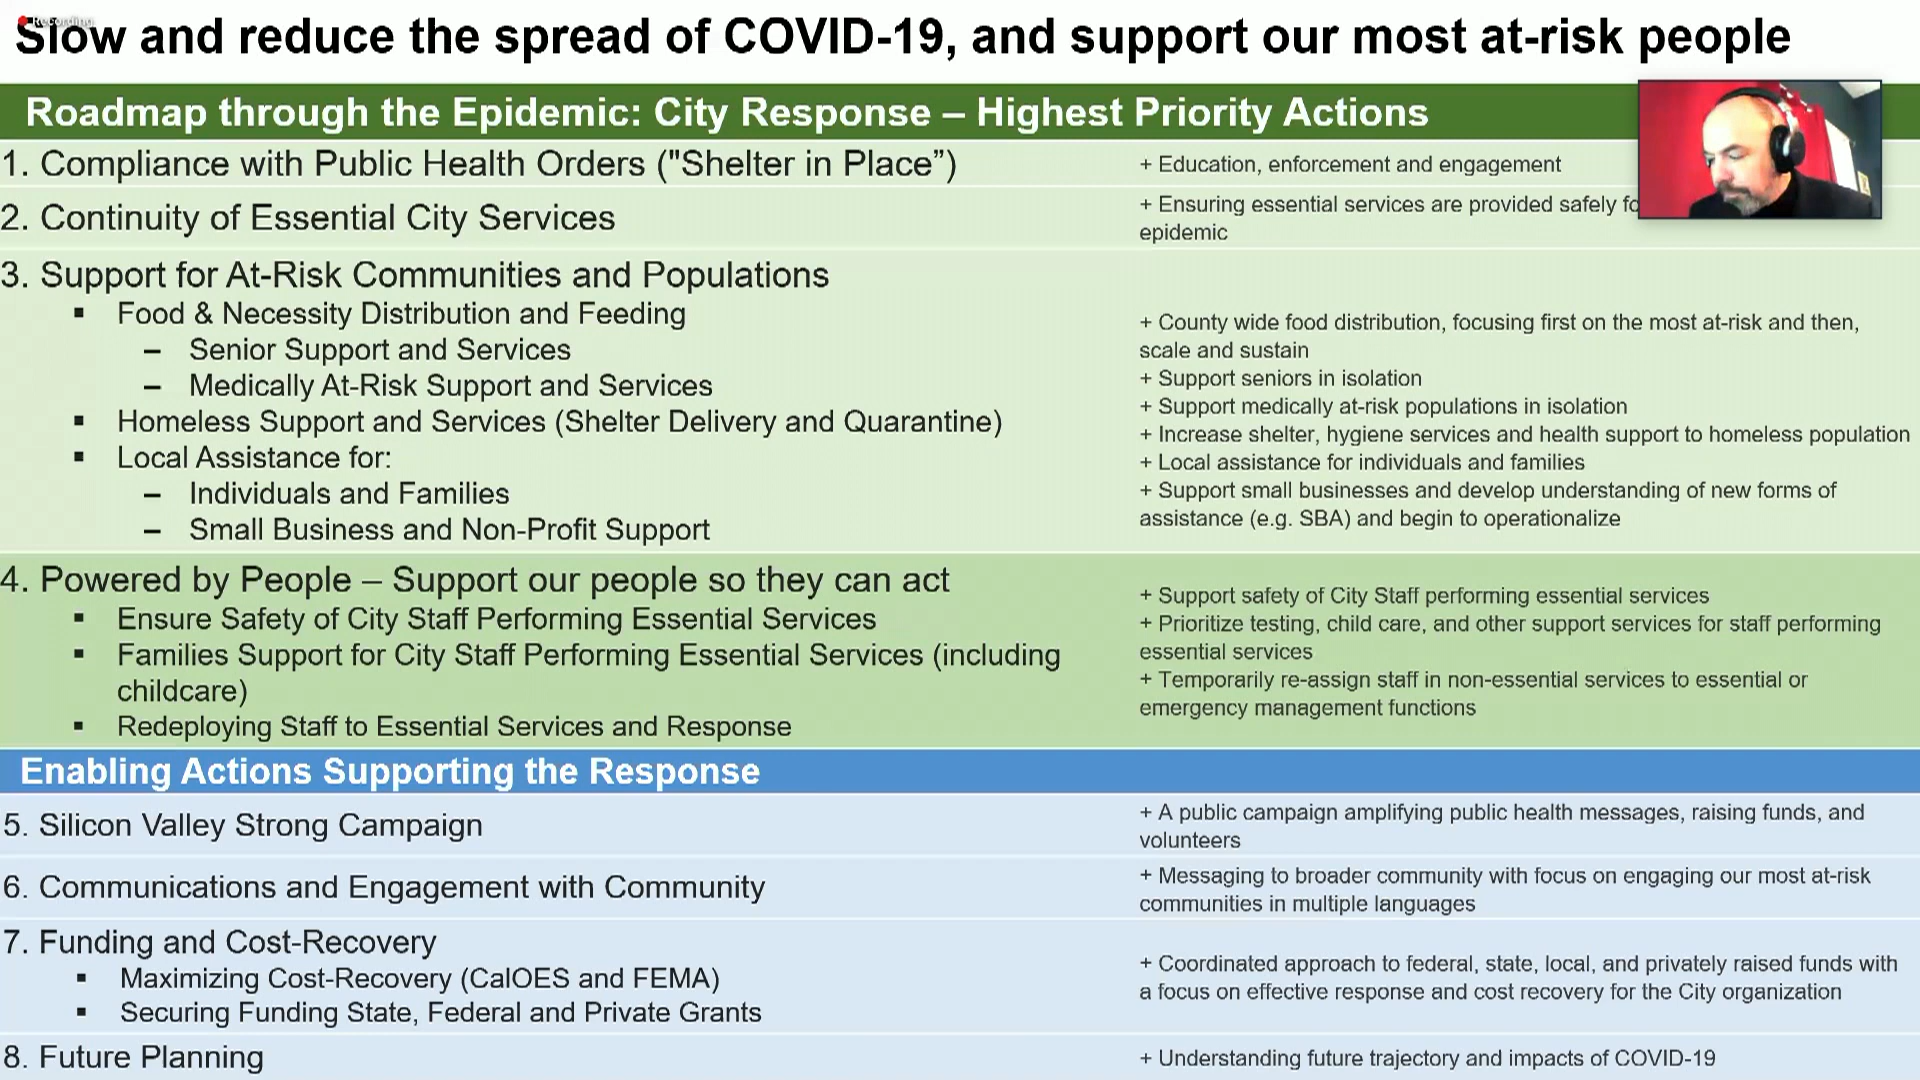 Recording
Slow and reduce the spread of COVID-19, and support our most at-risk people
Roadmap through the Epidemic: City Response – Highest Priority Actions
1. Compliance with Public Health Orders ("Shelter in Place”)
+ Education, enforcement and engagement
2. Continuity of Essential City Services
+ Ensuring essential services are provided safely
epidemic
3. Support for At-Risk Communities and Populations
▪ Food & Necessity Distribution and Feeding
– Senior Support and Services
– Medically At-Risk Support and Services
▪ Homeless Support and Services (Shelter Delivery and Quarantine)
▪ Local Assistance for:
– Individuals and Families
– Small Business and Non-Profit Support
+ County wide food distribution, focusing first on the most at-risk and then,
scale and sustain
+ Support seniors in isolation
+ Support medically at-risk populations in isolation
+ Increase shelter, hygiene services and health support to homeless population
+ Local assistance for individuals and families
+ Support small businesses and develop understanding of new forms of
assistance (e.g. SBA) and begin to operationalize
4. Powered by People – Support our people so they can act
▪ Ensure Safety of City Staff Performing Essential Services
▪ Families Support for City Staff Performing Essential Services (including
childcare)
▪ Redeploying Staff to Essential Services and Response
+ Support safety of City Staff performing essential services
+ Prioritize testing, child care, and other support services for staff performing
essential services
+ Temporarily re-assign staff in non-essential services to essential or
emergency management functions
Enabling Actions Supporting the Response
5. Silicon Valley Strong Campaign
+ A public campaign amplifying public health messages, raising funds, and
volunteers
6. Communications and Engagement with Community
+ Messaging to broader community with focus on engaging our most at-risk
communities in multiple languages
7. Funding and Cost-Recovery
▪ Maximizing Cost-Recovery (CalOES and FEMA)
▪ Securing Funding State, Federal and Private Grants
+ Coordinated approach to federal, state, local, and privately raised funds with
a focus on effective response and cost recovery for the City organization
8. Future Planning
+ Understanding future trajectory and impacts of COVID-19